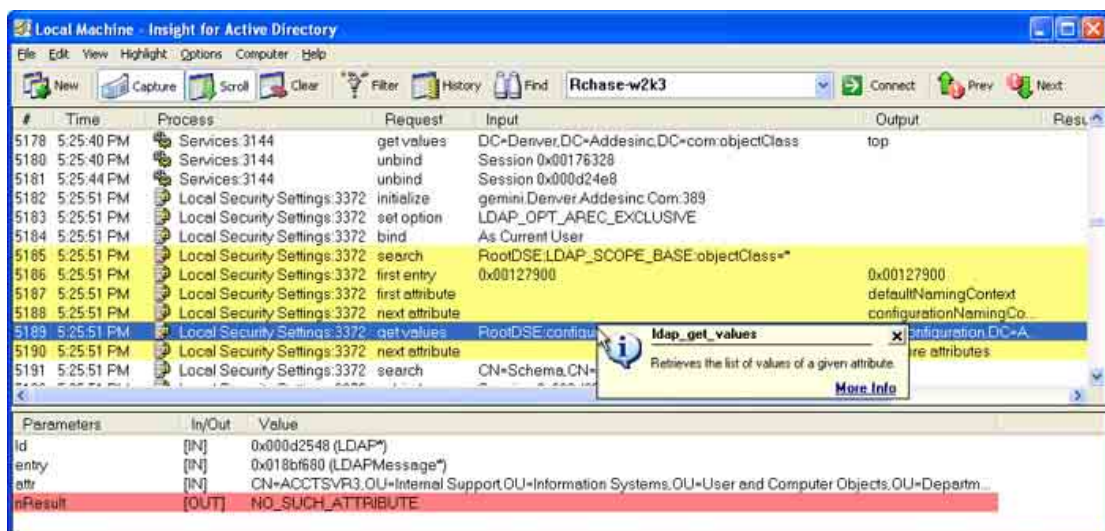 Local Machine - Insight for Active Directory
File Edit View Highlight Options Computer Help
New Capture Scroll Clear Filter History Find Rchase-w2k3 Connect Prev Next
# Time Process Request Input Output Resu
5178 5:25:40 PM Services:3144 get values DC=Denver,DC=Addesinc,DC=com:objectClass top
5180 5:25:40 PM Services:3144 unbind Session 0x00176328
5181 5:25:44 PM Services:3144 unbind Session 0x000d24e8
5182 5:25:51 PM Local Security Settings:3372 initialize gemini.Denver.Addesinc.Com:389
5183 5:25:51 PM Local Security Settings:3372 set option LDAP_OPT_AREC_EXCLUSIVE
5184 5:25:51 PM Local Security Settings:3372 bind As Current User
5185 5:25:51 PM Local Security Settings:3372 search RootDSE:LDAP_SCOPE_BASE:objectClass=*
5186 5:25:51 PM Local Security Settings:3372 first entry 0x00127900 0x00127900
5187 5:25:51 PM Local Security Settings:3372 first attribute defaultNamingContext
5188 5:25:51 PM Local Security Settings:3372 next attribute configurationNamingCo...
5189 5:25:51 PM Local Security Settings:3372 get values RootDSE:configu onfiguration,DC=A
5190 5:25:51 PM Local Security Settings:3372 next attribute re attributes
5191 5:25:51 PM Local Security Settings:3372 search CN=Schema,CN=
ldap_get_values
Retrieves the list of values of a given attribute.
More Info
Parameters In/Out Value
ld [IN] 0x000d2548 (LDAP*)
entry [IN] 0x018bf680 (LDAPMessage*)
attr [IN] CN=ACCTSVR3,OU=Internal Support,OU=Information Systems,OU=User and Computer Objects,OU=Departm...
nResult [OUT] NO_SUCH_ATTRIBUTE